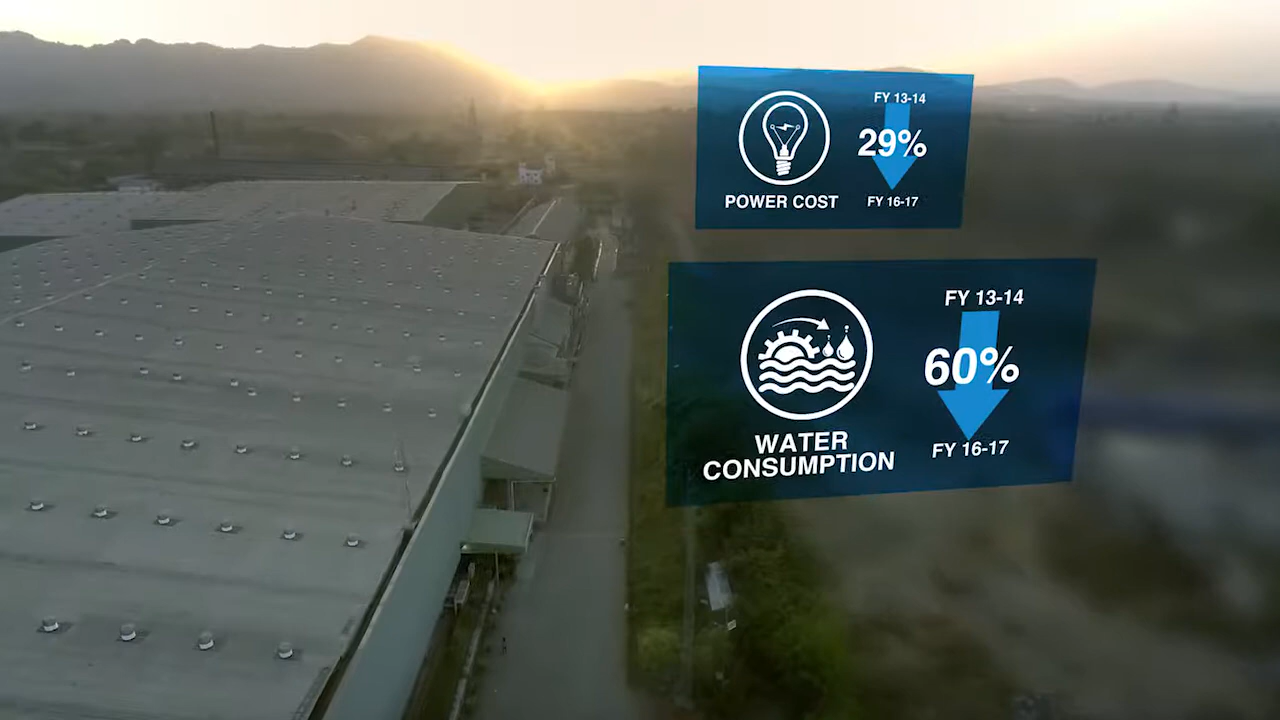 FY 13-14
29%
POWER COST
FY 16-17
FY 13-14
60%
WATER
CONSUMPTION
FY 16-17